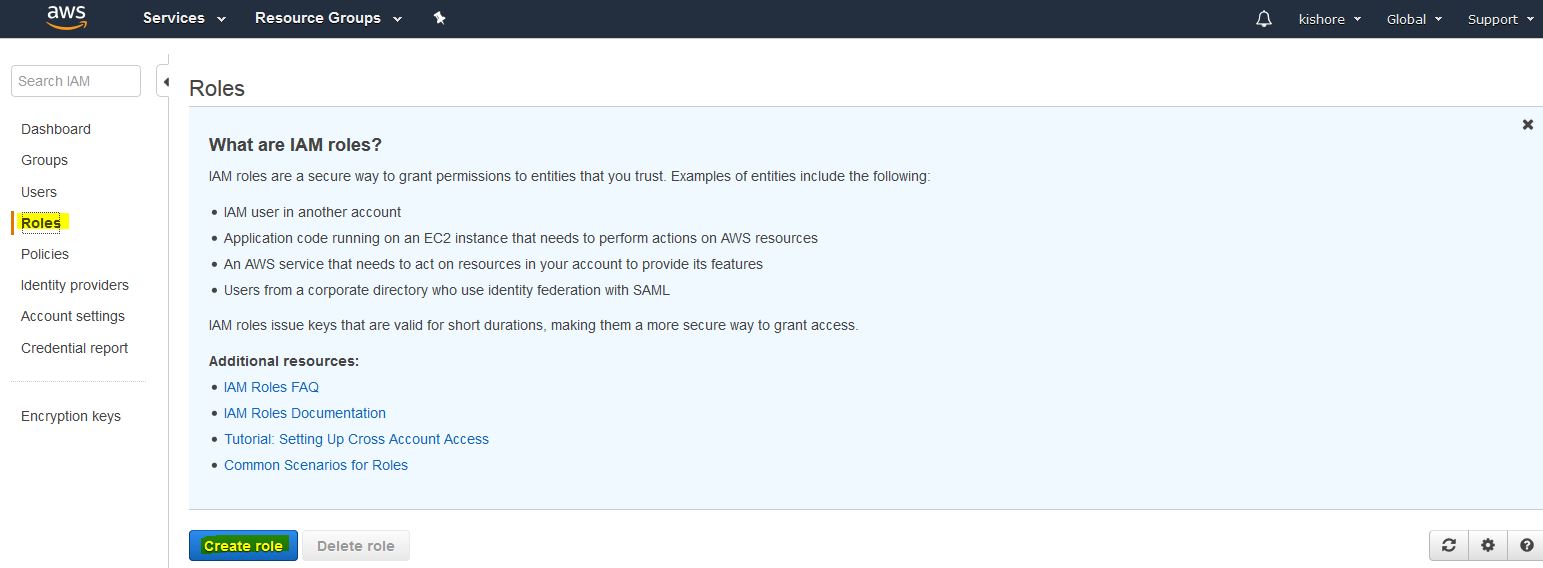 aws Services Resource Groups kishore Global Support
Search IAM
Dashboard
Groups
Users
Roles
Policies
Identity providers
Account settings
Credential report
Encryption keys
Roles
What are IAM roles?
IAM roles are a secure way to grant permissions to entities that you trust. Examples of entities include the following:
IAM user in another account
Application code running on an EC2 instance that needs to perform actions on AWS resources
An AWS service that needs to act on resources in your account to provide its features
Users from a corporate directory who use identity federation with SAML
IAM roles issue keys that are valid for short durations, making them a more secure way to grant access.
Additional resources:
IAM Roles FAQ
IAM Roles Documentation
Tutorial: Setting Up Cross Account Access
Common Scenarios for Roles
Create role Delete role